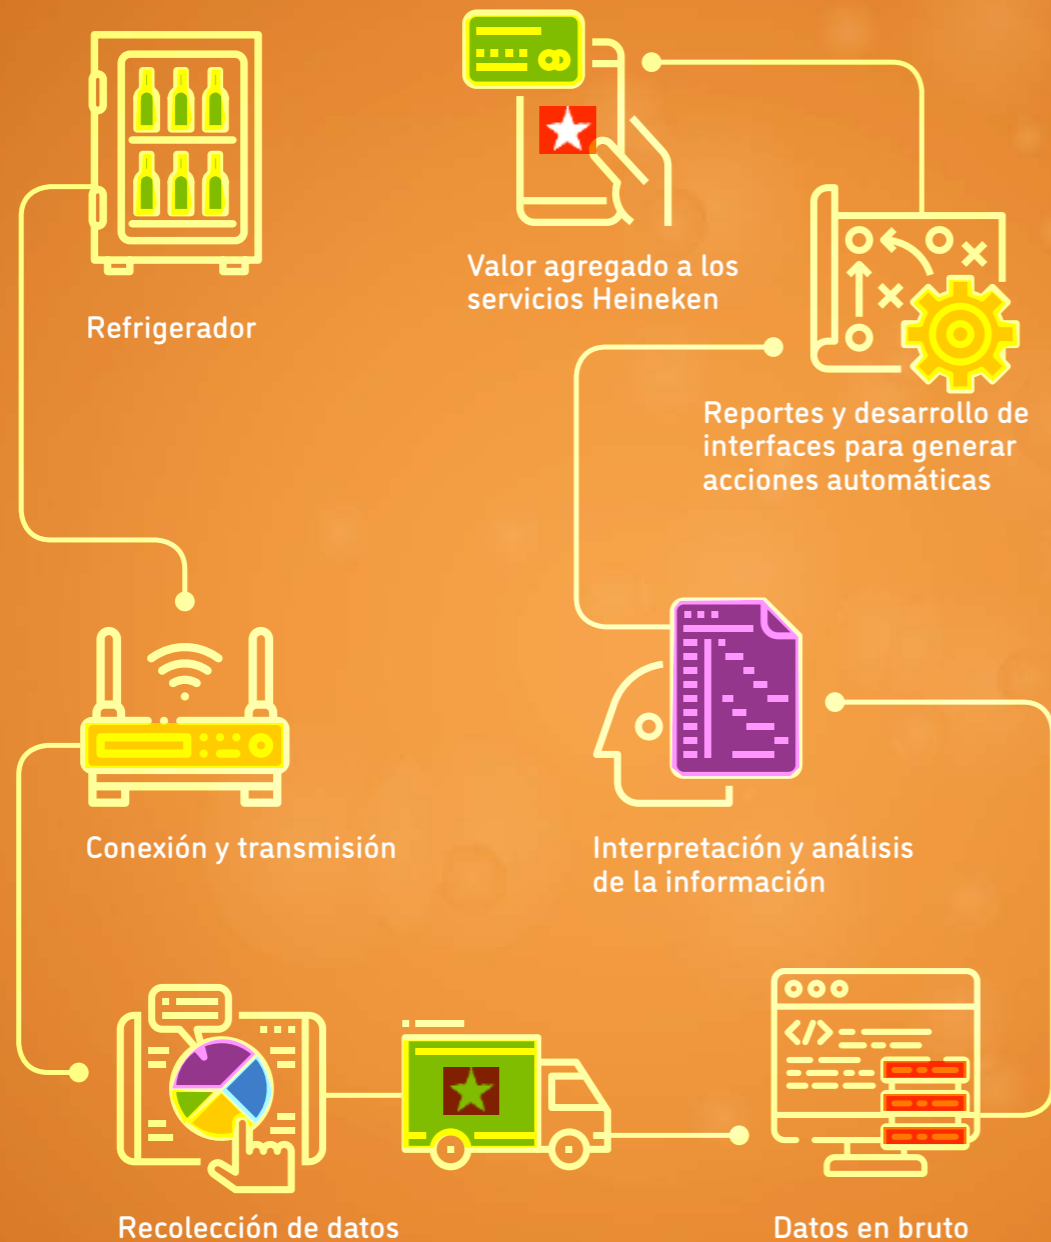 Refrigerador
Valor agregado a los
servicios Heineken
Reportes y desarrollo de
interfaces para generar
acciones automáticas
Conexión y transmisión
Interpretación y análisis
de la información
</>
Recolección de datos
Datos en bruto